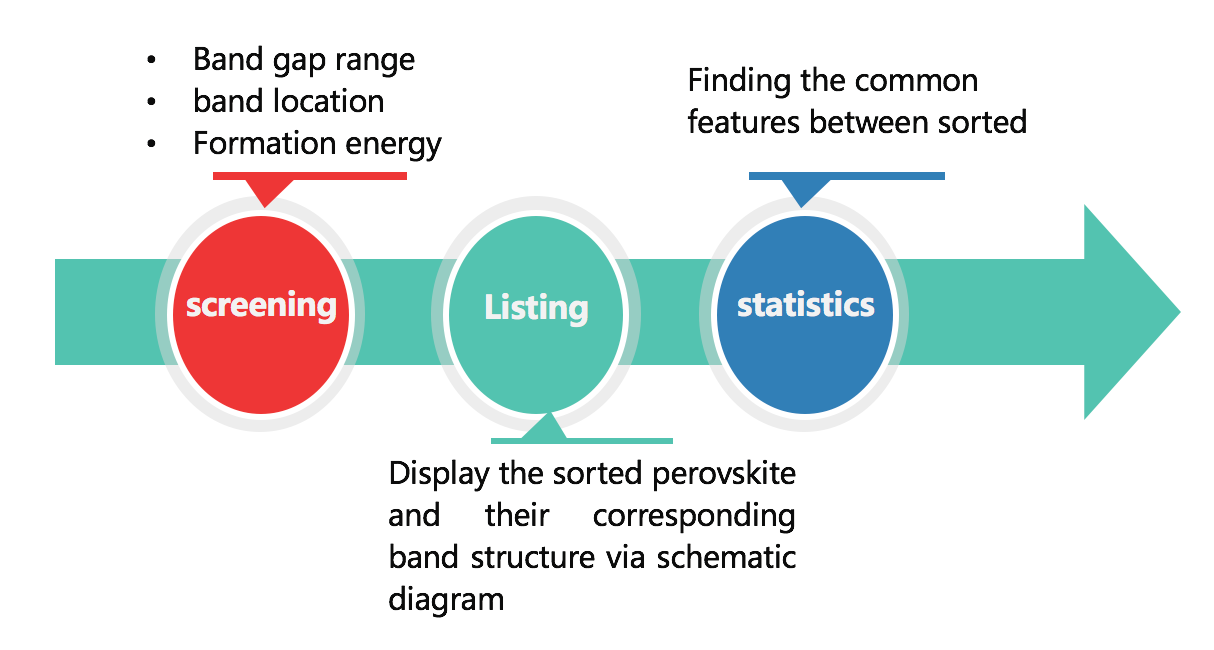 • Band gap range
• band location
• Formation energy
Finding the common
features between sorted
screening
Listing
statistics
Display the sorted perovskite
and their corresponding
band structure via schematic
diagram